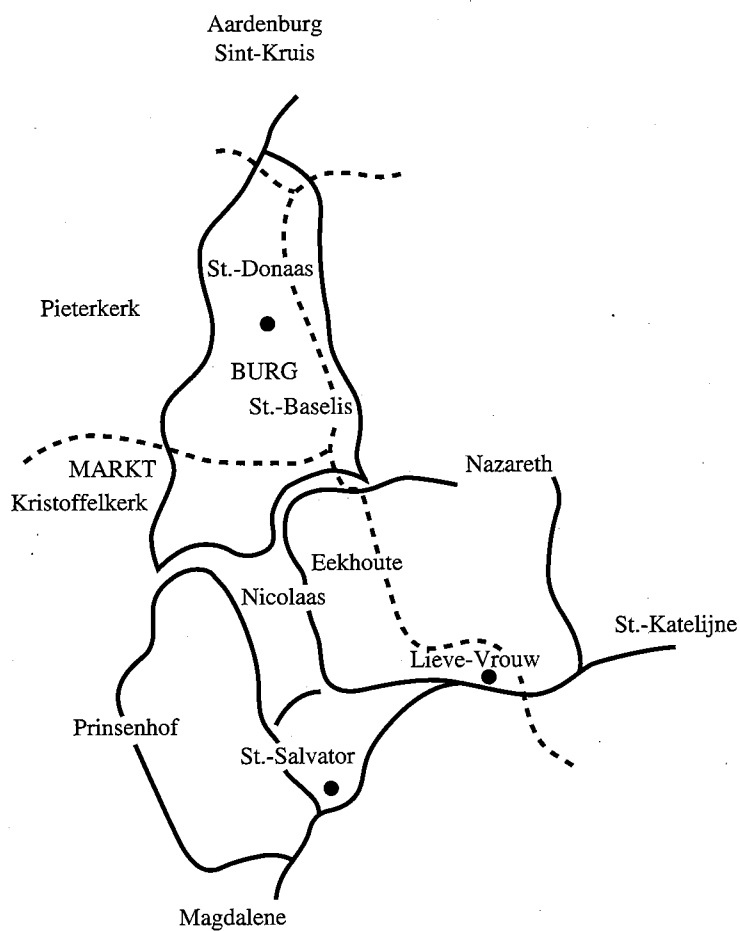 Aardenburg
Sint-Kruis
St.-Donaas
Pieterkerk
BURG
St.-Baselis
MARKT
Nazareth
Kristoffelkerk
Eekhoute
Nicolaas
St.-Katelijne
Lieve-Vrouw
Prinsenhof
St.-Salvator
Magdalene